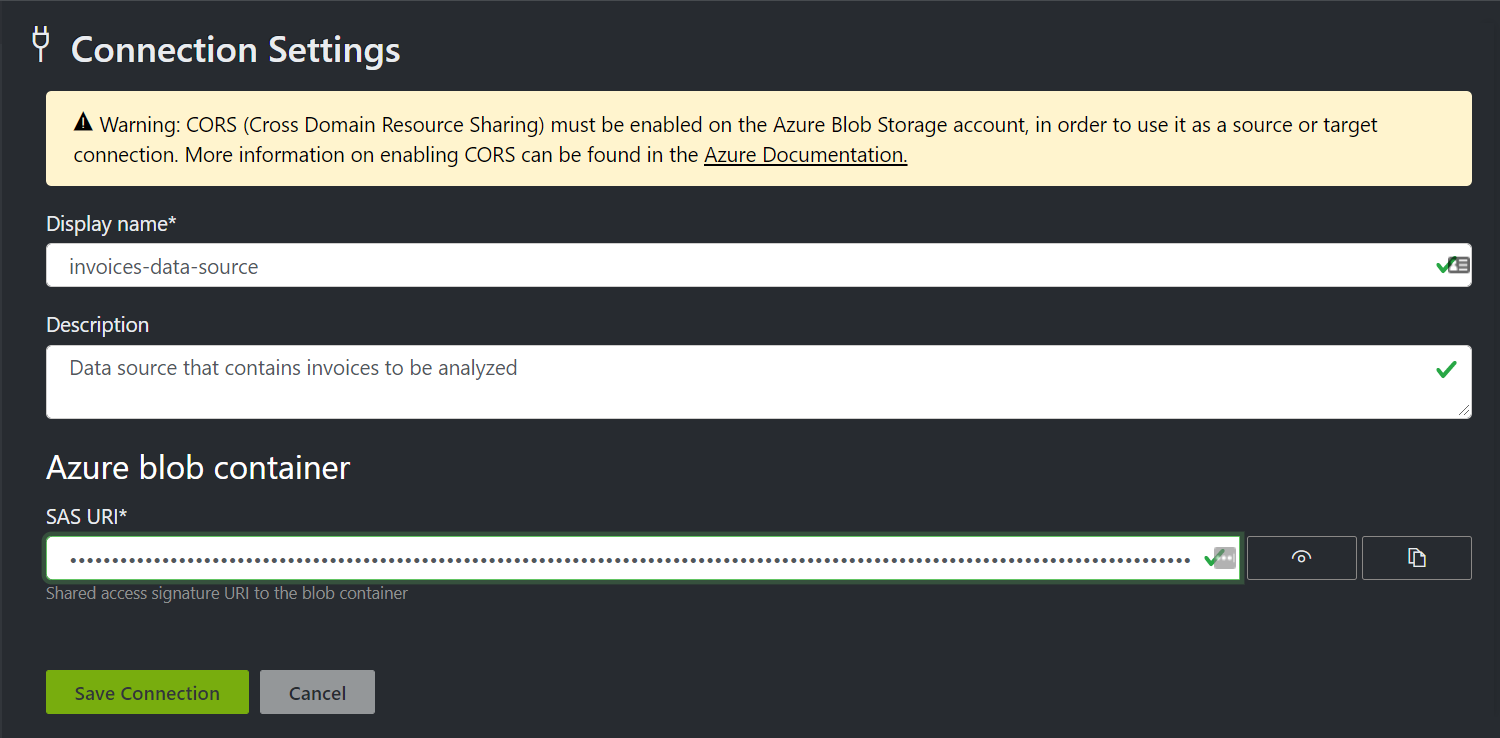 Connection Settings
Warning: CORS (Cross Domain Resource Sharing) must be enabled on the Azure Blob Storage account, in order to use it as a source or target
connection. More information on enabling CORS can be found in the Azure Documentation.
Display name*
invoices-data-source
Description
Data source that contains invoices to be analyzed
Azure blob container
SAS URI*
Shared access signature URI to the blob container
Save Connection Cancel